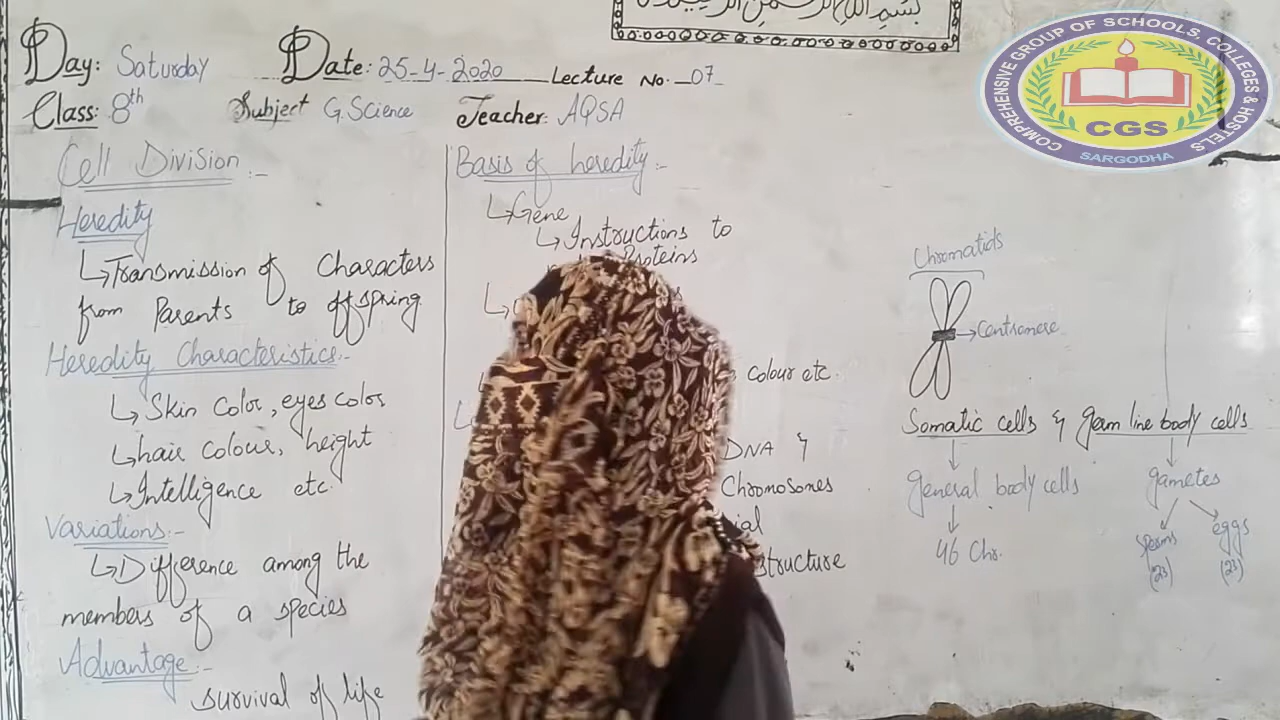 بسم اللہ الرحمن الرحیم
Day: Saturday Date: 25-4-2020 Lecture No. 07
Class: 8th Subject G.Science Teacher: AQSA
COMPREHENSIVE GROUP OF SCHOOLS, COLLEGES & HOSTELS
CGS
SARGODHA
Cell Division :-
Heredity
↳Transmission of Characters
from Parents to offspring
Heredity Characteristics:-
↳Skin color, eyes color
↳hair colour, height
↳Intelligence etc.
Variations:-
↳Difference among the
members of a species
Advantage:-
survival of life
Basis of heredity:-
↳Gene
↳Instructions to
Proteins
colour etc.
DNA &
Chromosomes
structure
Chromatids
→Centromere
Somatic cells & germ line body cells
General body cells
46 Chr.
gametes
sperms
(23)
eggs
(23)